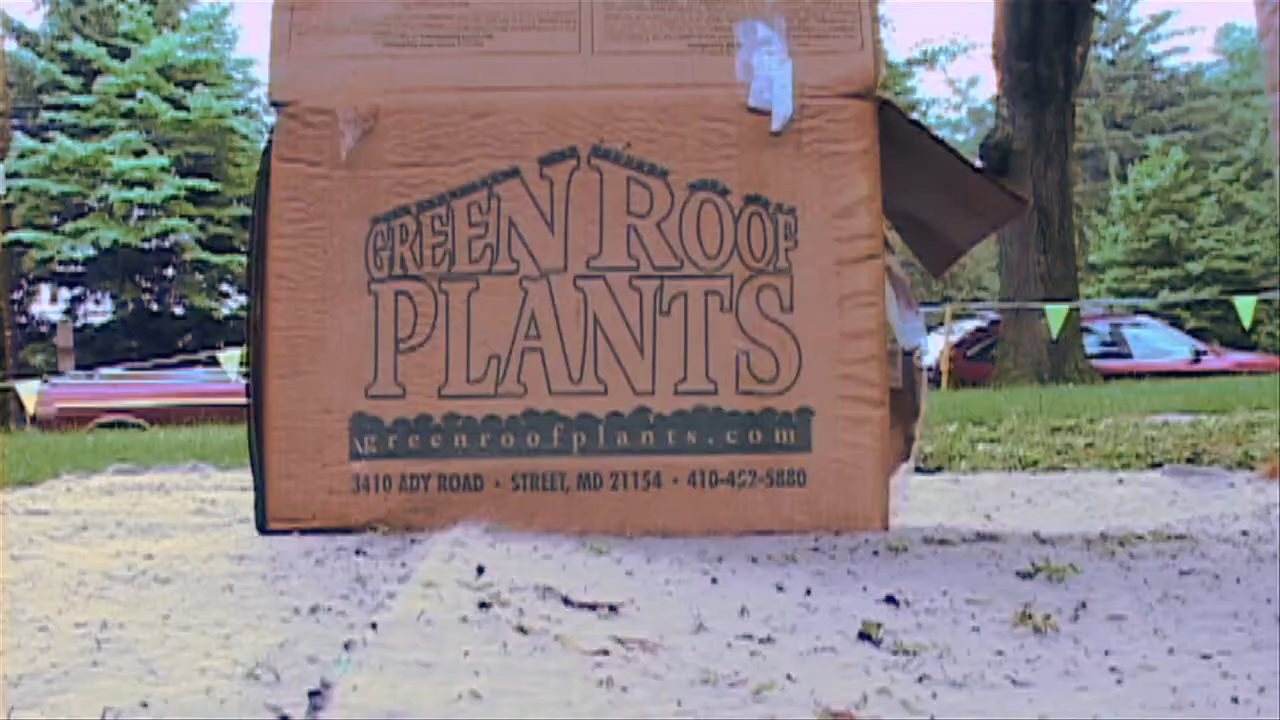 GREEN ROOF
PLANTS
greenroofplants.com
3410 ADY ROAD • STREET, MD 21154 • 410-452-5880